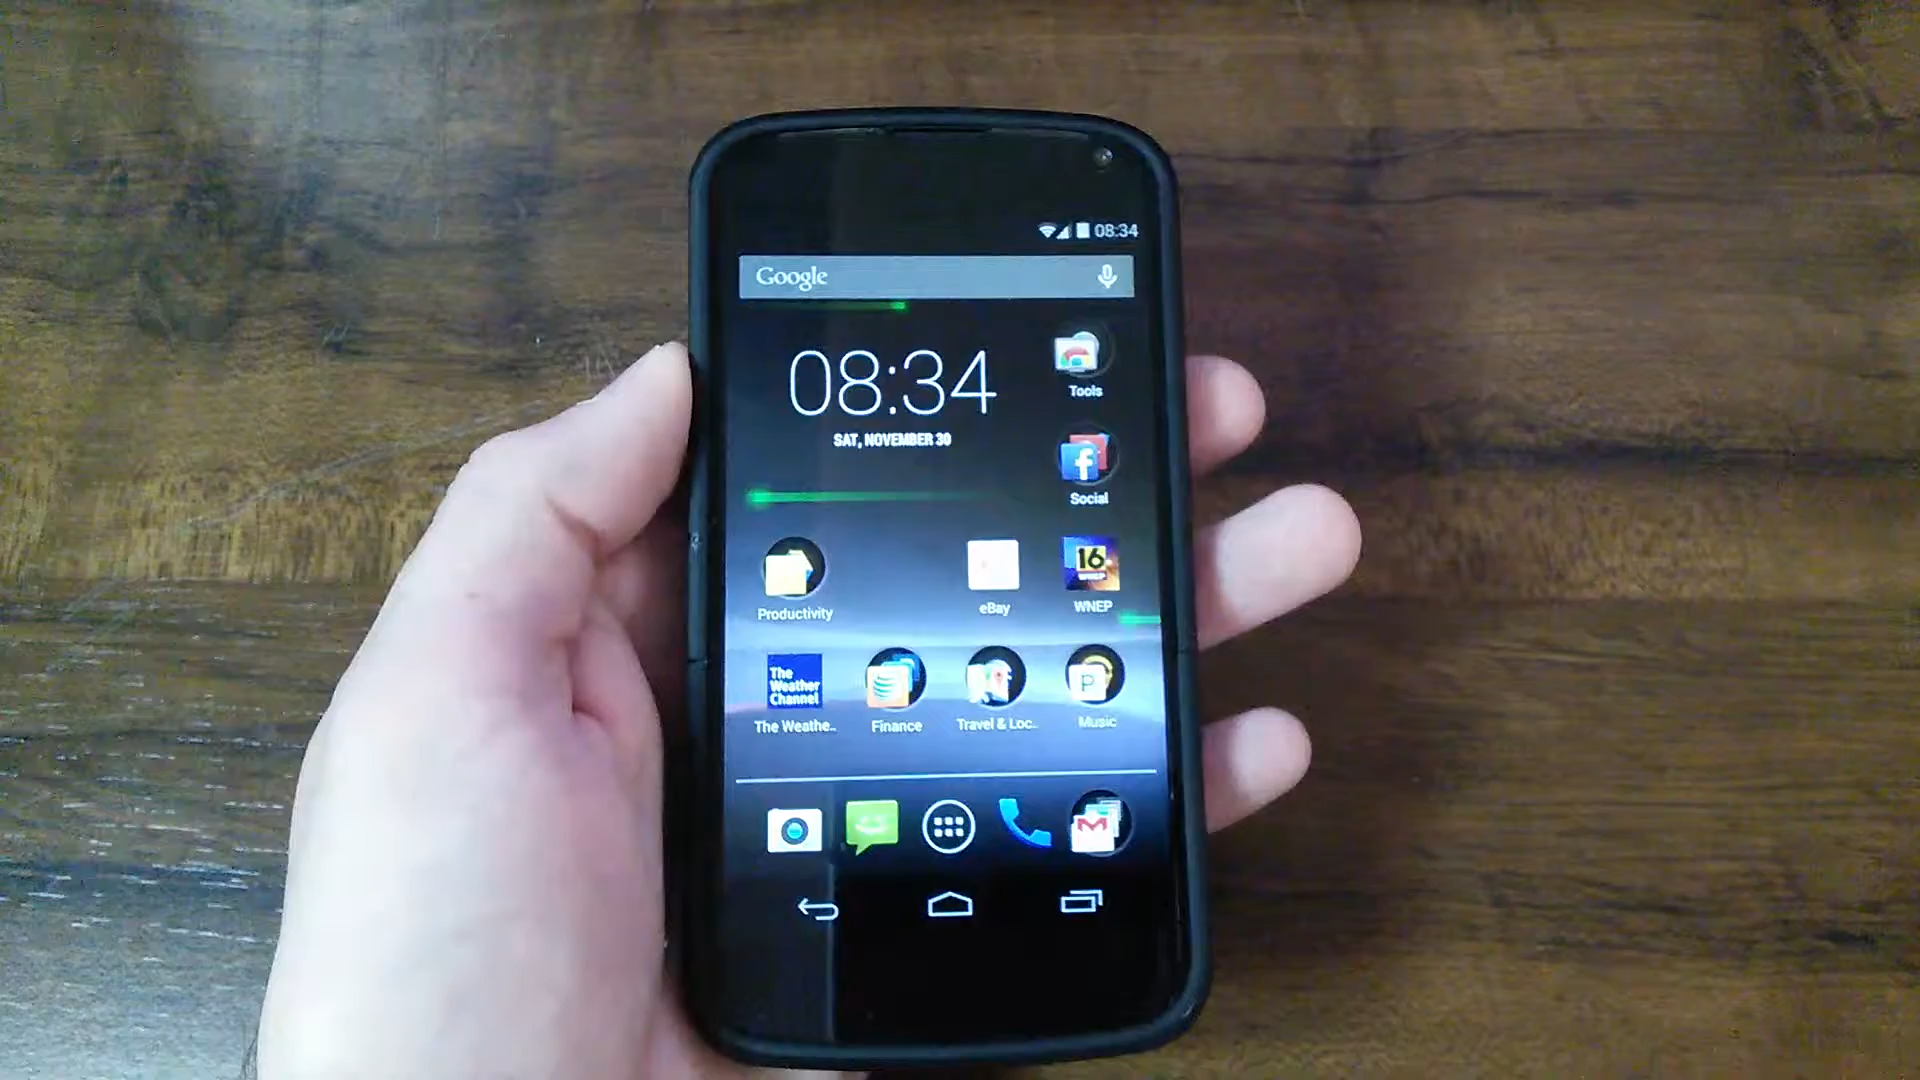 08:34
Google
08:34
SAT, NOVEMBER 30
Tools
f
Social
16
WNEP
Productivity
eBay
WNEP
The
Weather
Channel
P
The Weathe..
Finance
Travel & Loc..
Music
M